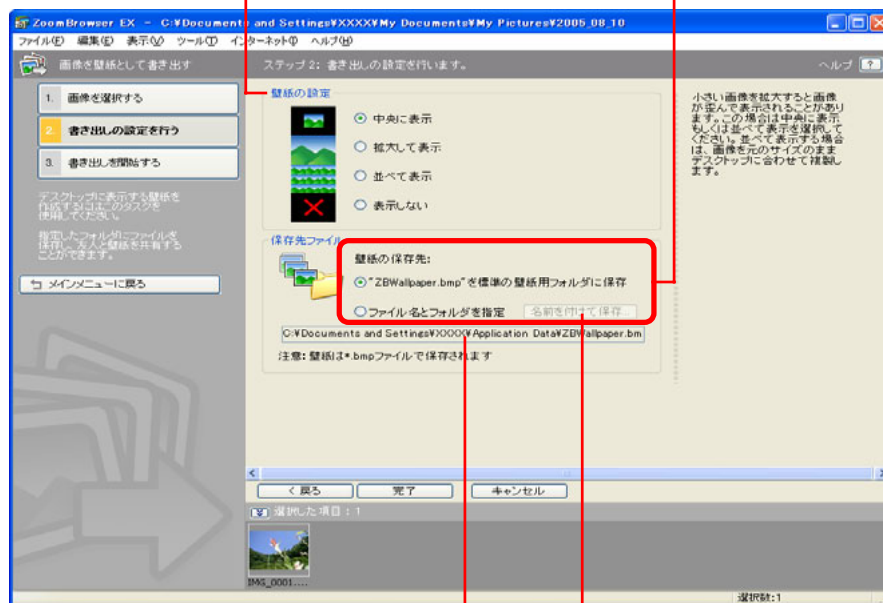 ZoomBrowser EX - C:¥Documents and Settings¥XXXX¥My Documents¥My Pictures¥2005_08_10
ファイル(F) 編集(E) 表示(V) ツール(T) インターネット(I) ヘルプ(H)
画像を壁紙として書き出す
ステップ2: 書き出しの設定を行います。
ヘルプ ?
1. 画像を選択する
2. 書き出しの設定を行う
3. 書き出しを開始する
デスクトップに表示する壁紙を
作成するにはこのタスクを
使用してください。
指定したフォルダにファイルを
保存し、友人と壁紙を共有する
ことができます。
メインメニューに戻る
壁紙の設定
中央に表示
拡大して表示
並べて表示
表示しない
保存先ファイル
壁紙の保存先:
"ZBWallpaper.bmp"を標準の壁紙用フォルダに保存
ファイル名とフォルダを指定 名前を付けて保存...
C:¥Documents and Settings¥XXXX¥Application Data¥ZBWallpaper.bm
注意: 壁紙は*.bmpファイルで保存されます
小さい画像を拡大すると画像
が歪んで表示されることがあり
ます。この場合は中央に表示
もしくは並べて表示を選択して
ください。並べて表示する場合
は、画像を元のサイズのまま
デスクトップに合わせて複製し
ます。
< 戻る 完了 キャンセル
選択した項目 : 1
IMG_0001....
選択数:1